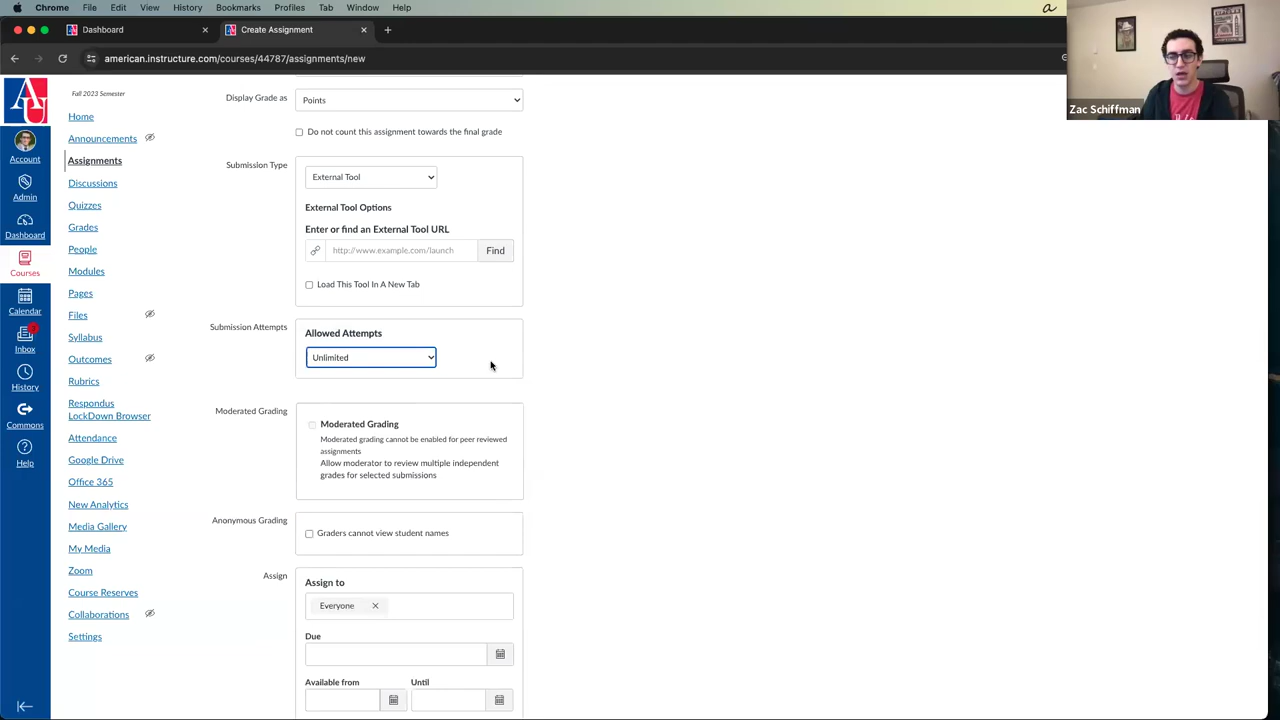 Chrome File Edit View History Bookmarks Profiles Tab Window Help
Dashboard
Create Assignment
american.instructure.com/courses/44787/assignments/new
Zac Schiffman
AU
Account
Admin
Dashboard
Courses
Calendar
Inbox
History
Commons
Help
Fall 2023 Semester
Home
Announcements
Assignments
Discussions
Quizzes
Grades
People
Modules
Pages
Files
Syllabus
Outcomes
Rubrics
Respondus
LockDown Browser
Attendance
Google Drive
Office 365
New Analytics
Media Gallery
My Media
Zoom
Course Reserves
Collaborations
Settings
Display Grade as
Points
Do not count this assignment towards the final grade
Submission Type
External Tool
External Tool Options
Enter or find an External Tool URL
http://www.example.com/launch
Find
Load This Tool In A New Tab
Submission Attempts
Allowed Attempts
Unlimited
Moderated Grading
Moderated Grading
Moderated grading cannot be enabled for peer reviewed
assignments
Allow moderator to review multiple independent
grades for selected submissions
Anonymous Grading
Graders cannot view student names
Assign
Assign to
Everyone
Due
Available from
Until